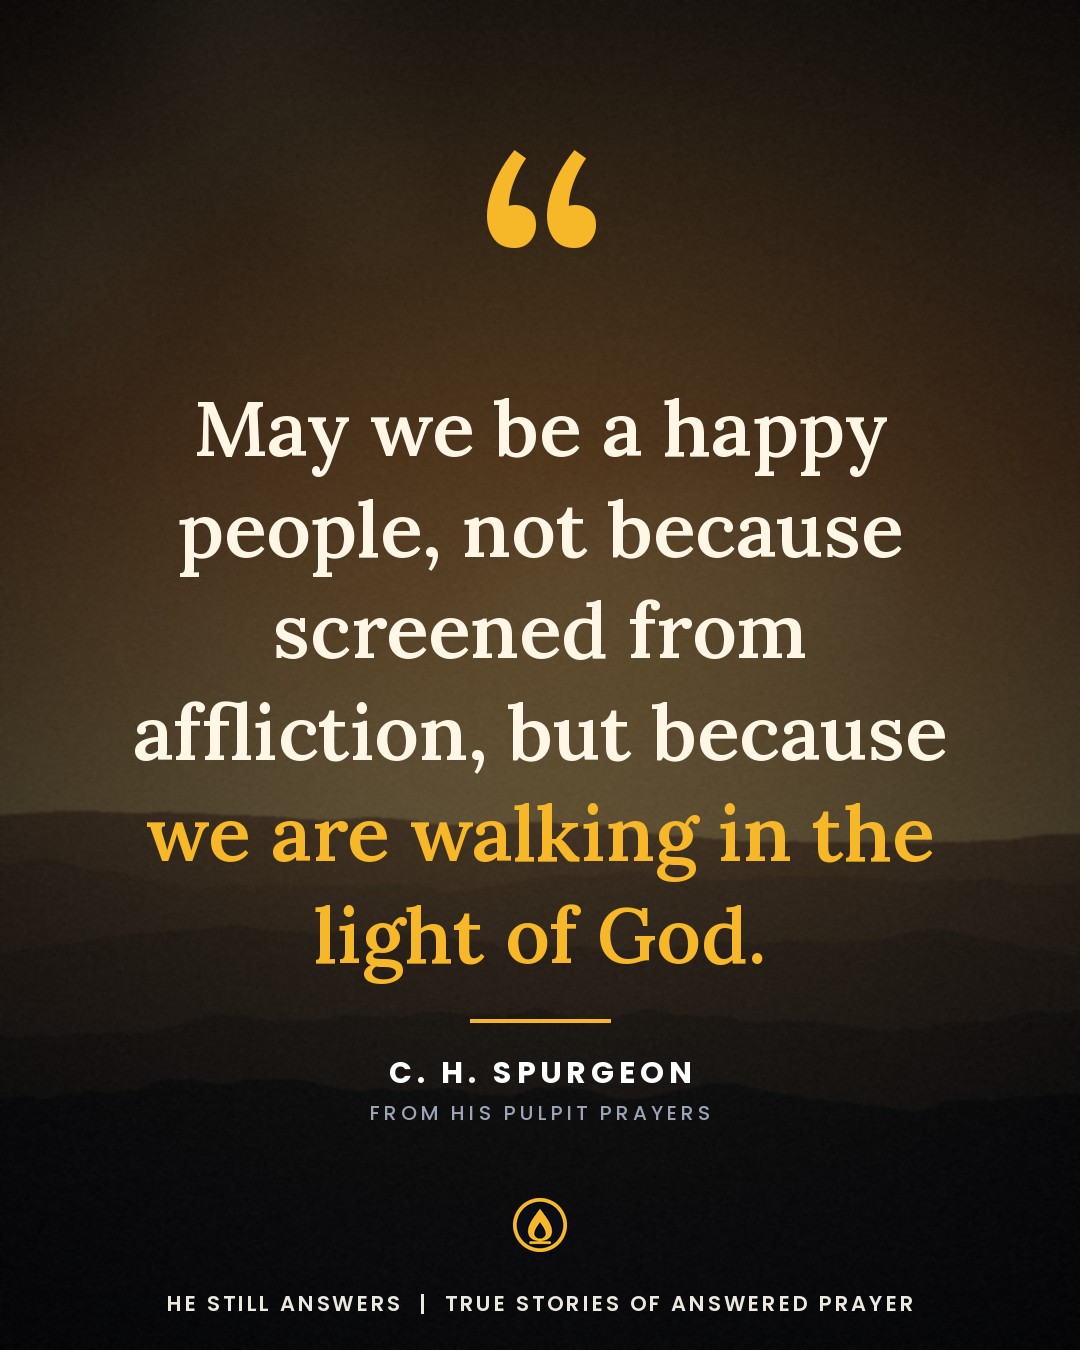 “
May we be a happy
people, not because
screened from
affliction, but because
we are walking in the
light of God.
C. H. SPURGEON
FROM HIS PULPIT PRAYERS
HE STILL ANSWERS | TRUE STORIES OF ANSWERED PRAYER